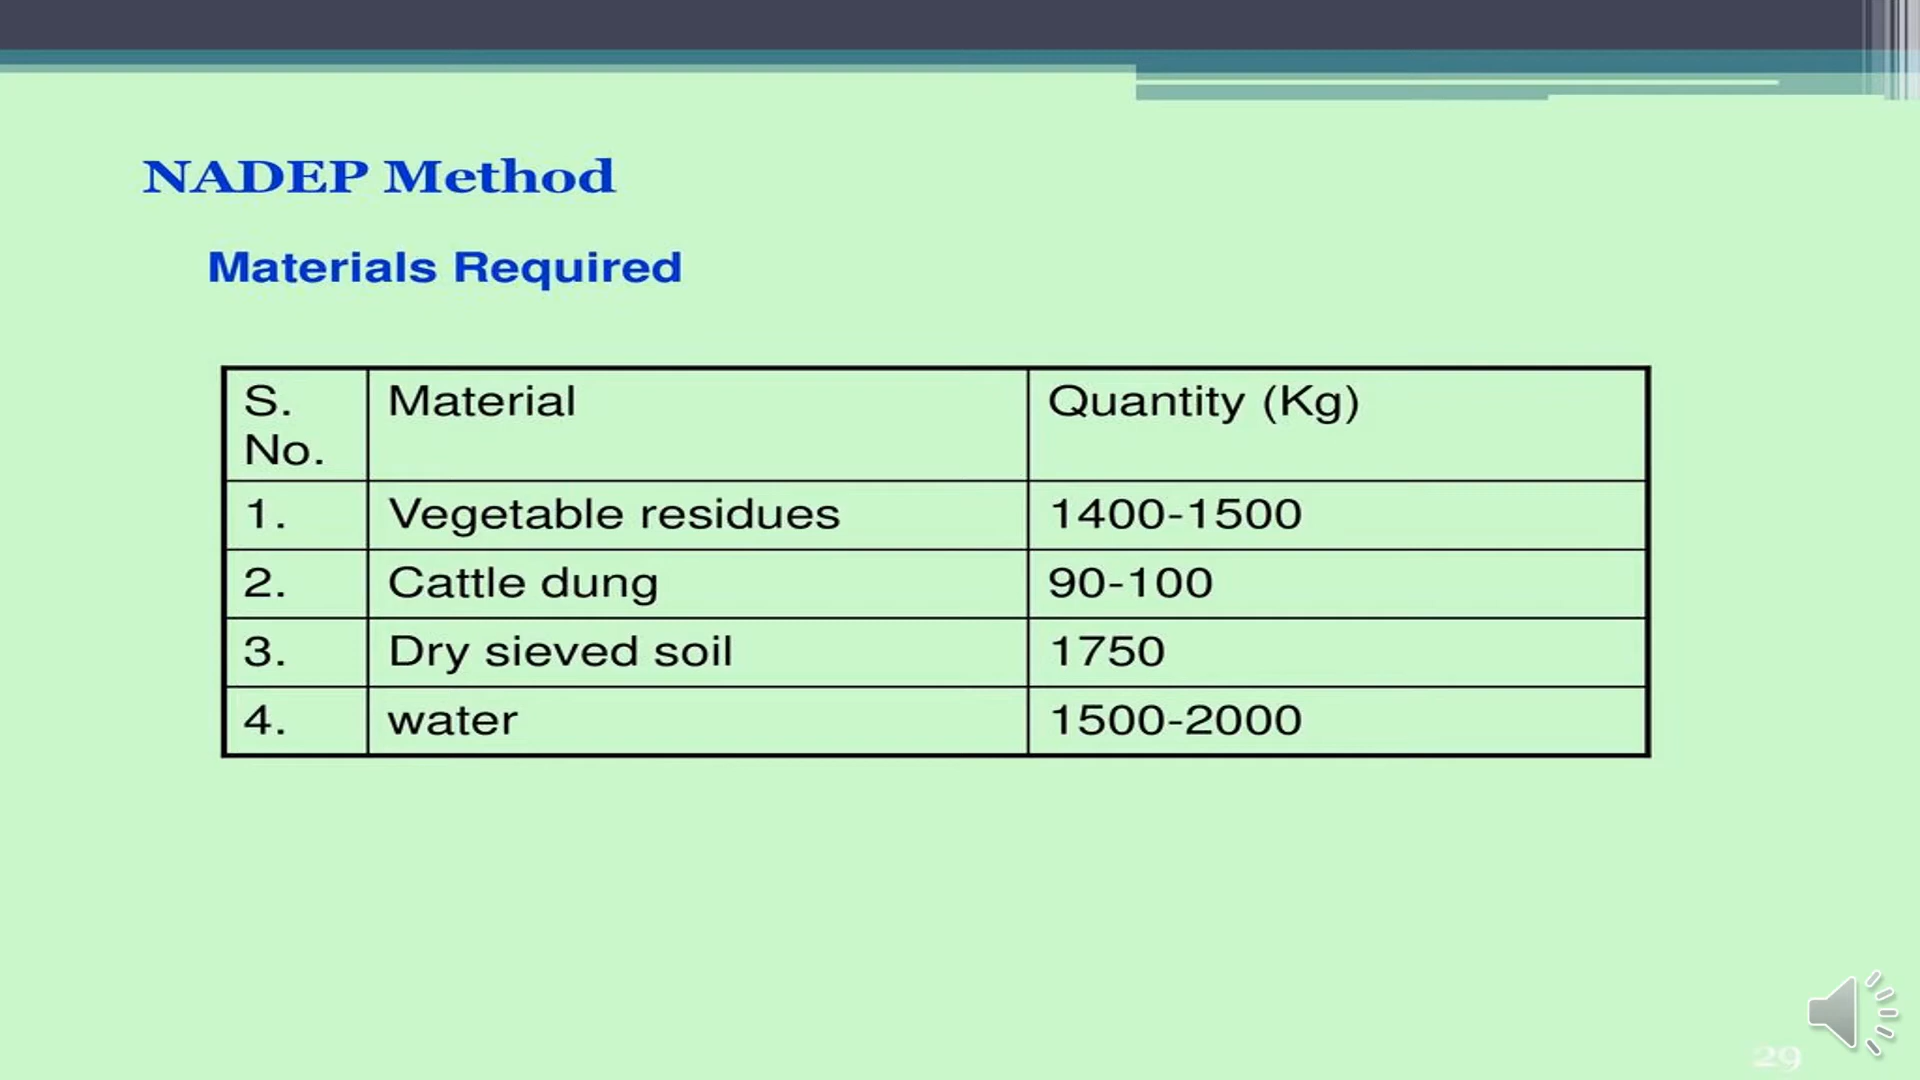 NADEP Method
Materials Required
S. No. Material Quantity (Kg)
1. Vegetable residues 1400-1500
2. Cattle dung 90-100
3. Dry sieved soil 1750
4. water 1500-2000
29